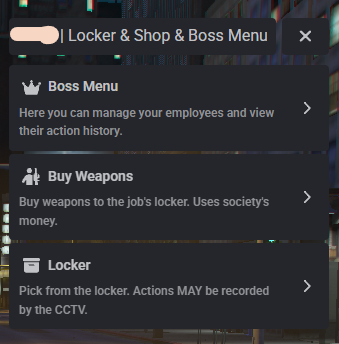 | Locker & Shop & Boss Menu
Boss Menu
Here you can manage your employees and view
their action history.
Buy Weapons
Buy weapons to the job's locker. Uses society's
money.
Locker
Pick from the locker. Actions MAY be recorded
by the CCTV.